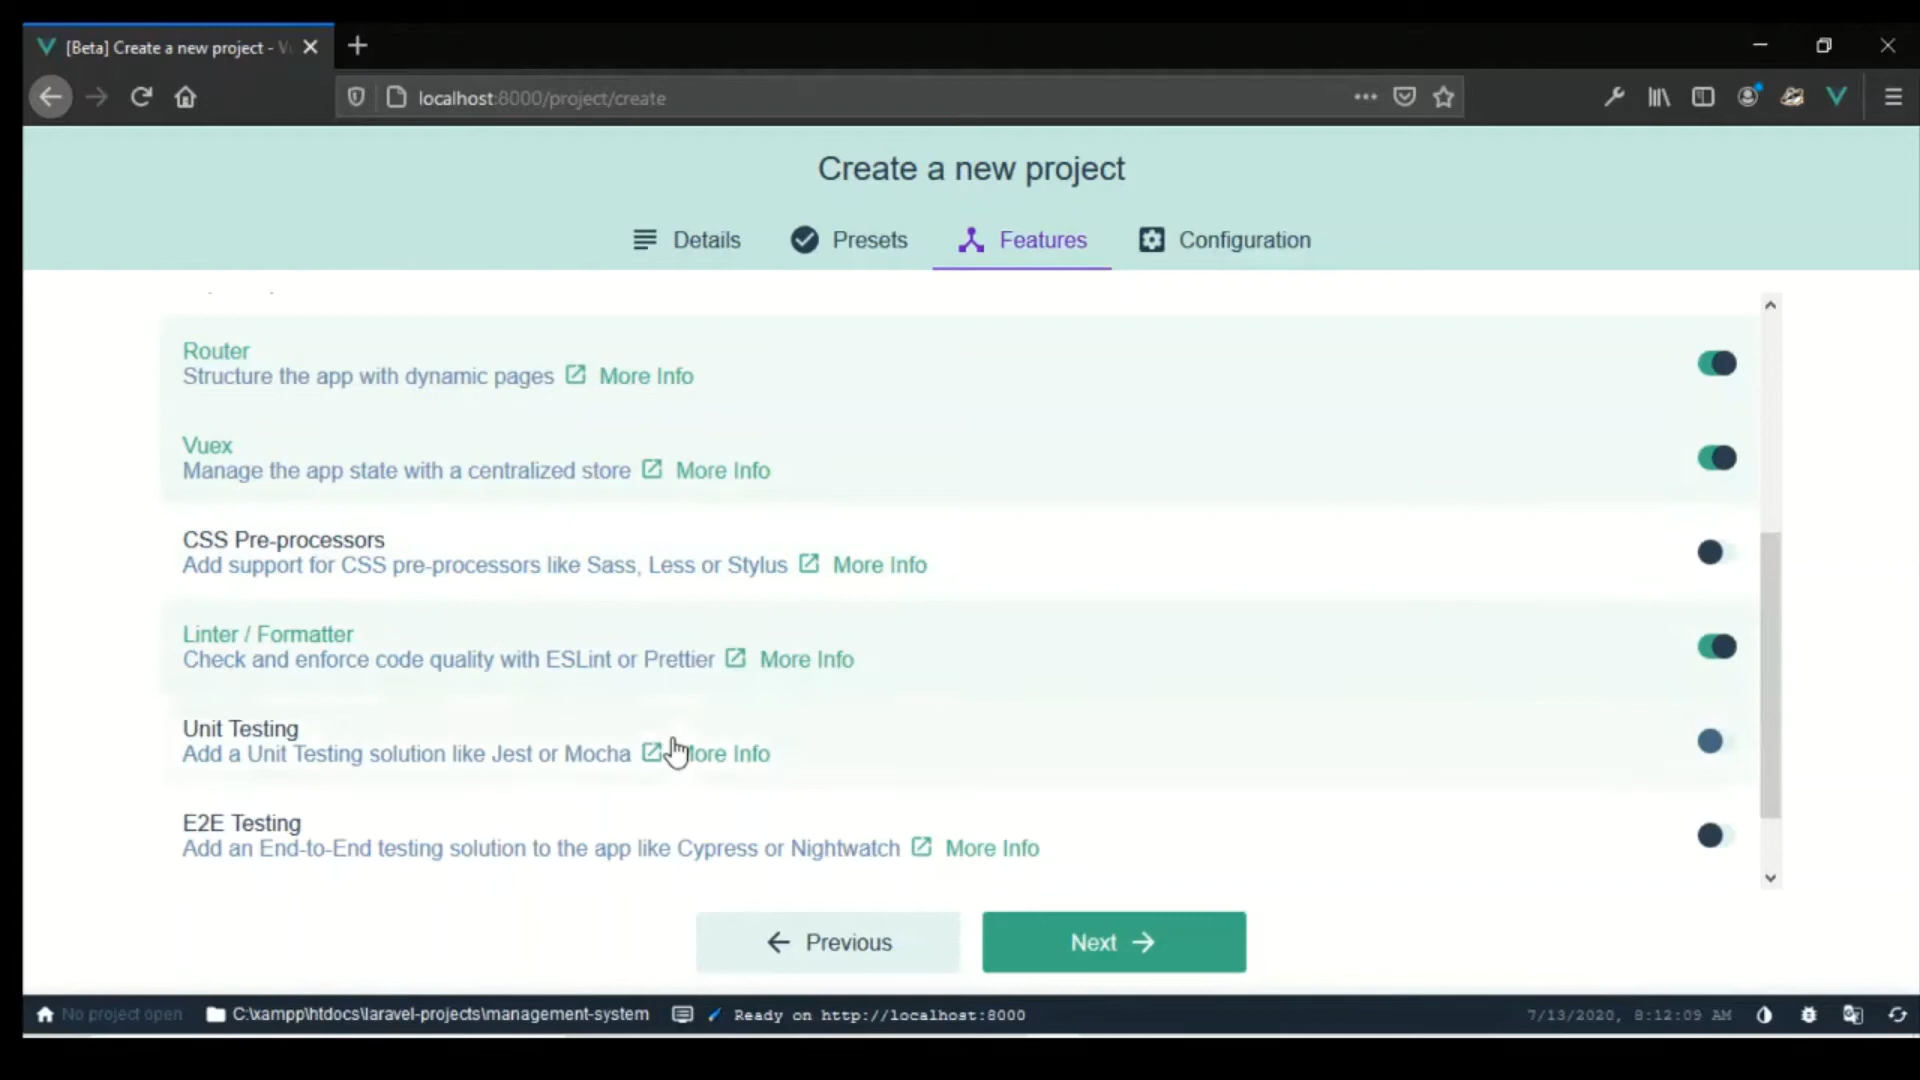 [Beta] Create a new project - V
localhost:8000/project/create
Create a new project
Details
Presets
Features
Configuration
Router
Structure the app with dynamic pages More Info
Vuex
Manage the app state with a centralized store More Info
CSS Pre-processors
Add support for CSS pre-processors like Sass, Less or Stylus More Info
Linter / Formatter
Check and enforce code quality with ESLint or Prettier More Info
Unit Testing
Add a Unit Testing solution like Jest or Mocha More Info
E2E Testing
Add an End-to-End testing solution to the app like Cypress or Nightwatch More Info
Previous
Next
No project open
C:\xampp\htdocs\laravel-projects\management-system
Ready on http://localhost:8000
7/13/2020, 8:12:09 AM